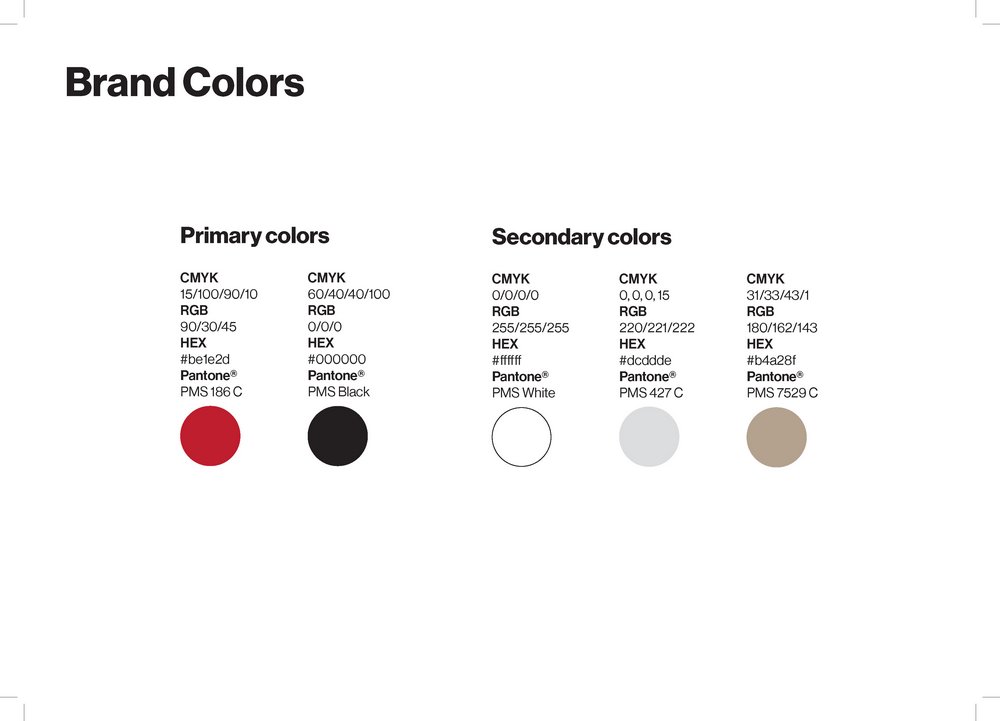 Brand Colors
Primary colors
CMYK
15/100/90/10
RGB
90/30/45
HEX
#be1e2d
Pantone®
PMS 186 C
CMYK
60/40/40/100
RGB
0/0/0
HEX
#000000
Pantone®
PMS Black
Secondary colors
CMYK
0/0/0/0
RGB
255/255/255
HEX
#ffffff
Pantone®
PMS White
CMYK
0, 0, 0, 15
RGB
220/221/222
HEX
#dcddde
Pantone®
PMS 427 C
CMYK
31/33/43/1
RGB
180/162/143
HEX
#b4a28f
Pantone®
PMS 7529 C